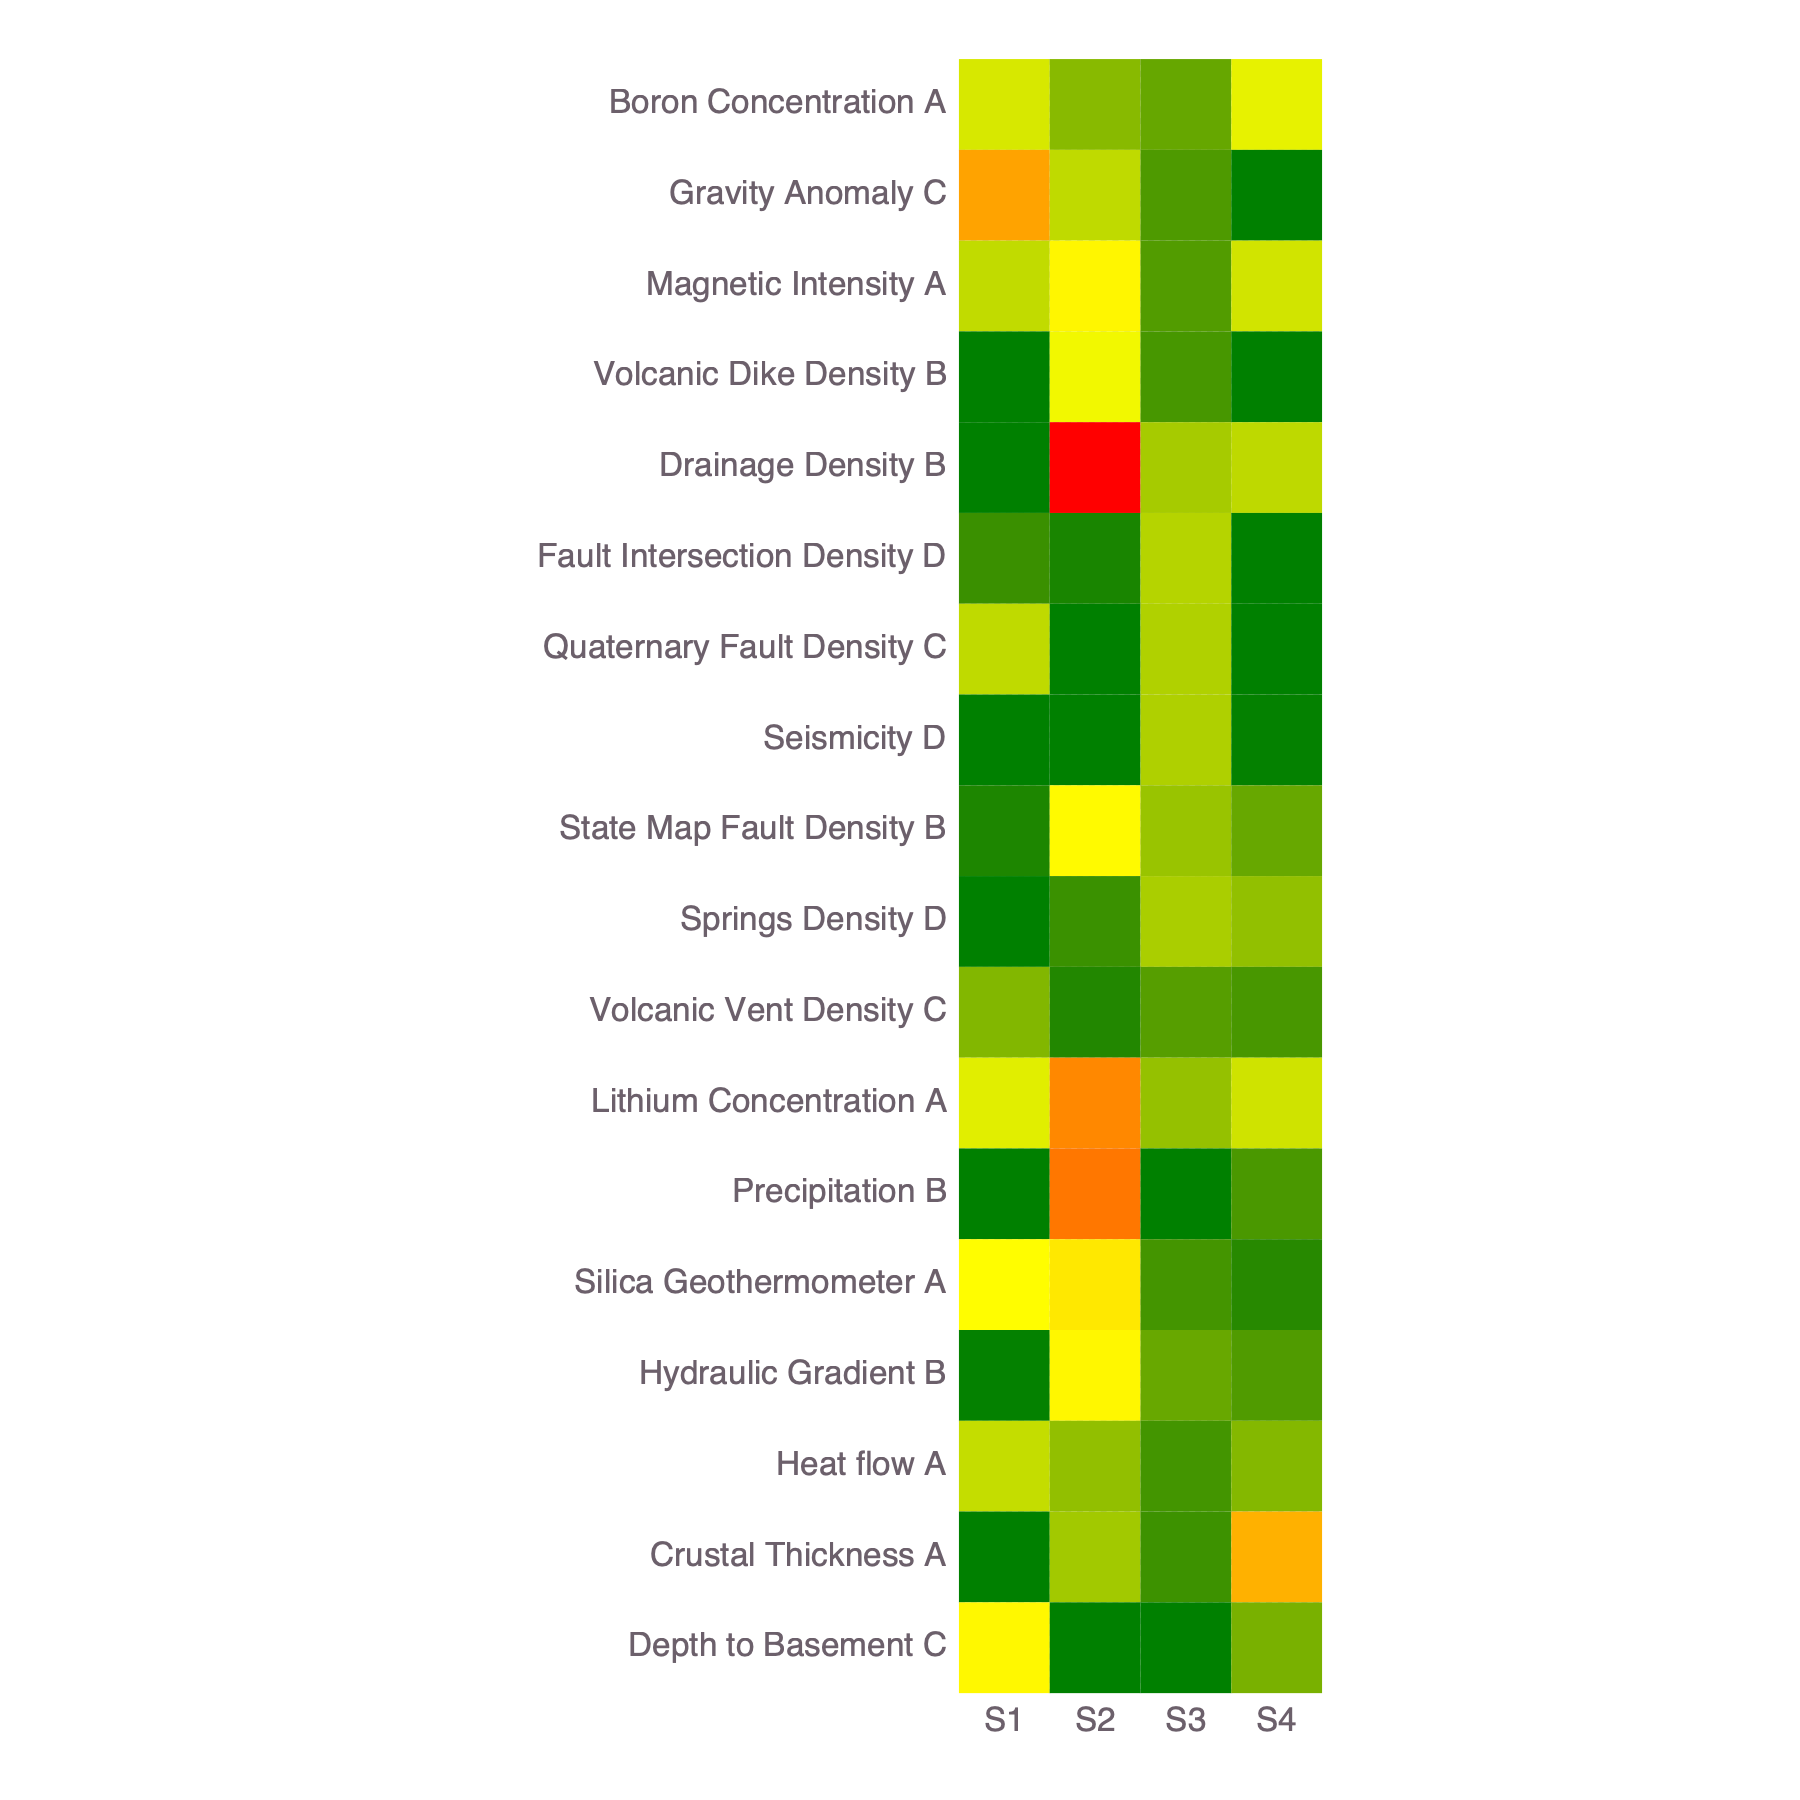 Boron Concentration A
Gravity Anomaly C
Magnetic Intensity A
Volcanic Dike Density B
Drainage Density B
Fault Intersection Density D
Quaternary Fault Density C
Seismicity D
State Map Fault Density B
Springs Density D
Volcanic Vent Density C
Lithium Concentration A
Precipitation B
Silica Geothermometer A
Hydraulic Gradient B
Heat flow A
Crustal Thickness A
Depth to Basement C
S1 S2 S3 S4